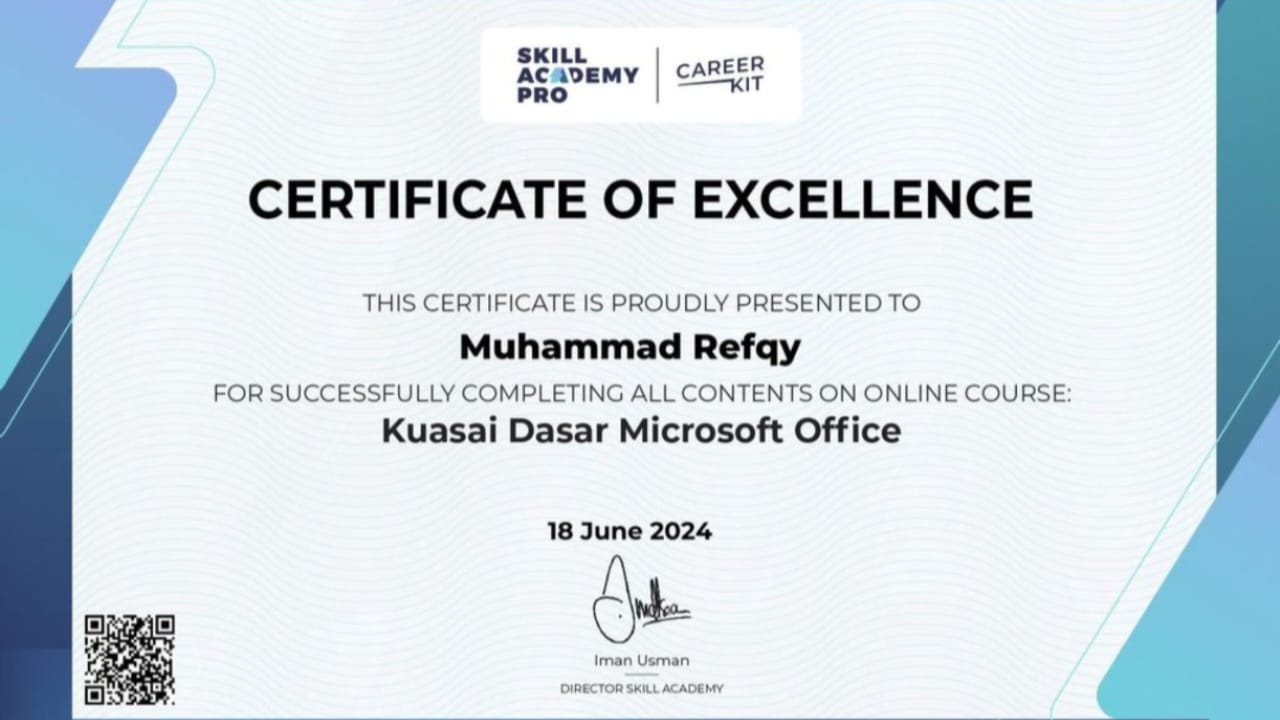 SKILL
ACADEMY
PRO
CAREER
KIT
CERTIFICATE OF EXCELLENCE
THIS CERTIFICATE IS PROUDLY PRESENTED TO
Muhammad Refqy
FOR SUCCESSFULLY COMPLETING ALL CONTENTS ON ONLINE COURSE:
Kuasai Dasar Microsoft Office
18 June 2024
Iman Usman
DIRECTOR SKILL ACADEMY